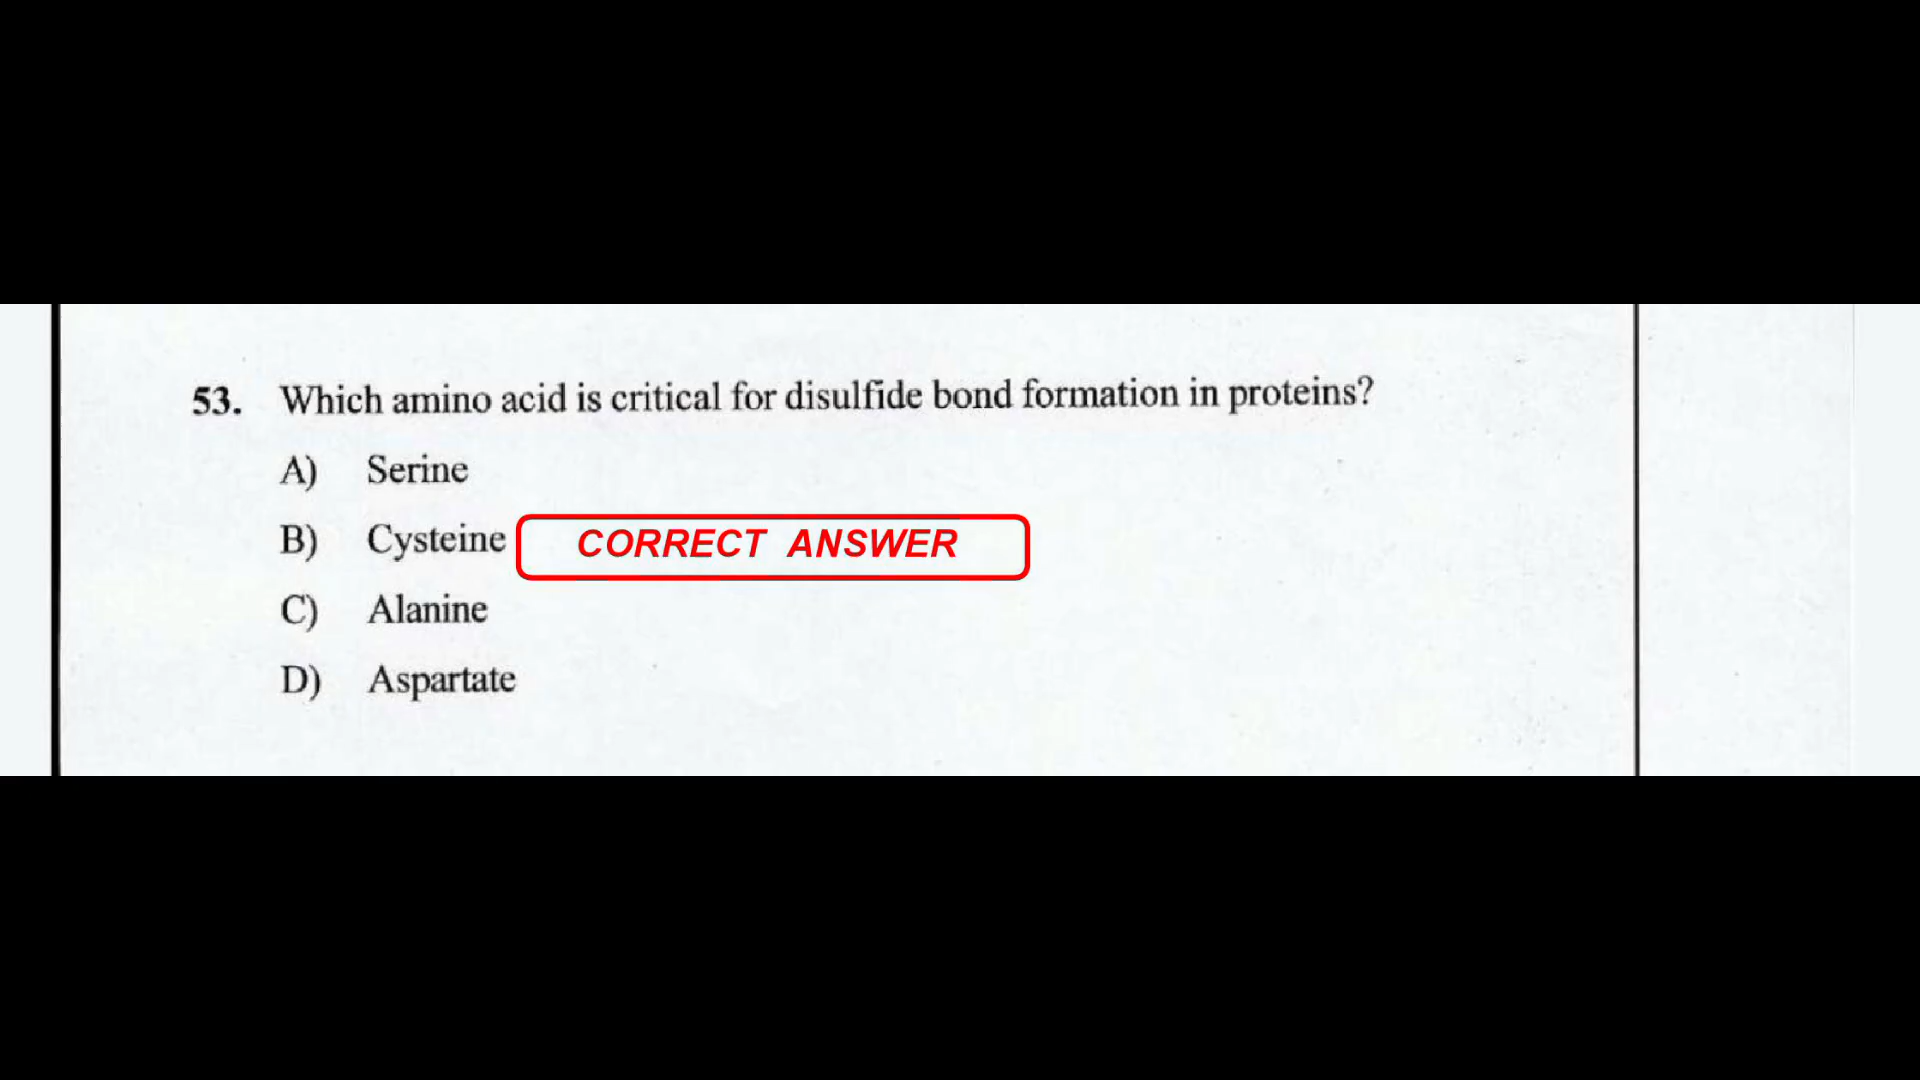 53. Which amino acid is critical for disulfide bond formation in proteins?
A) Serine
B) Cysteine CORRECT ANSWER
C) Alanine
D) Aspartate